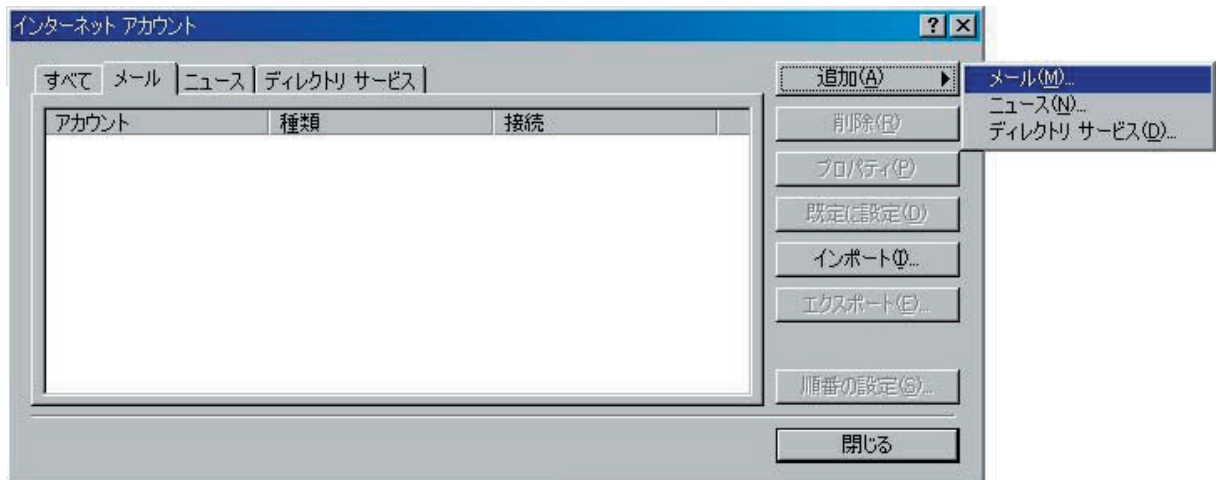 インターネット アカウント
すべて メール ニュース ディレクトリ サービス
アカウント 種類 接続
追加(A)
削除(R)
プロパティ(P)
既定に設定(D)
インポート(I)...
エクスポート(E)...
順番の設定(S)...
閉じる
メール(M)...
ニュース(N)...
ディレクトリ サービス(D)...